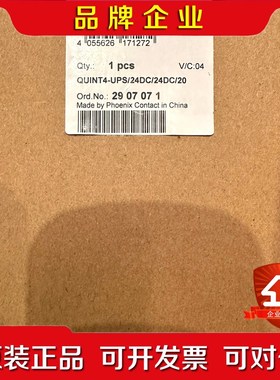 品牌企业
4 055626 171272
Qty.: 1 pcs V/C:04
QUINT4-UPS/24DC/24DC/20
Ord.No.: 29 07 07 1
Made by Phoenix Contact in China
企业
原装正品 可开发票 可对